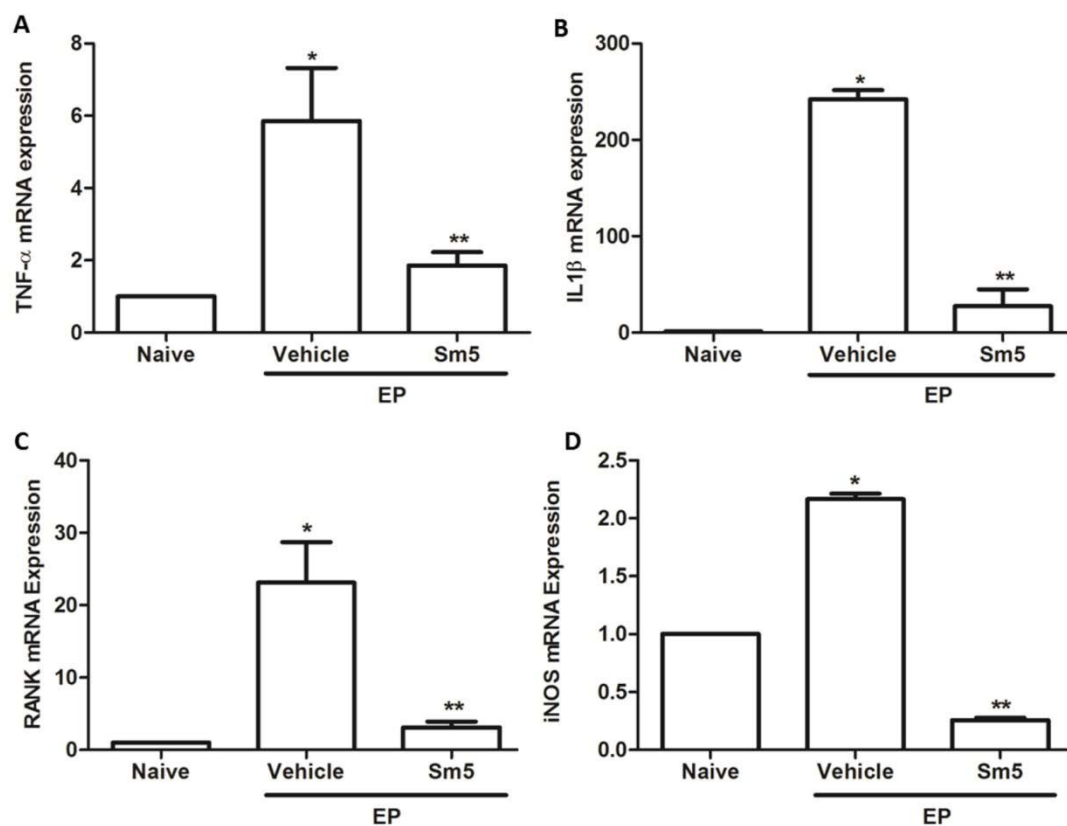 A
TNF-α mRNA expression
8
6
4
2
0
*
**
Naive
Vehicle
Sm5
EP
B
IL1β mRNA expression
300
200
100
0
*
**
Naive
Vehicle
Sm5
EP
C
RANK mRNA Expression
40
30
20
10
0
*
**
Naive
Vehicle
Sm5
EP
D
iNOS mRNA Expression
2.5
2.0
1.5
1.0
0.5
0.0
*
**
Naive
Vehicle
Sm5
EP